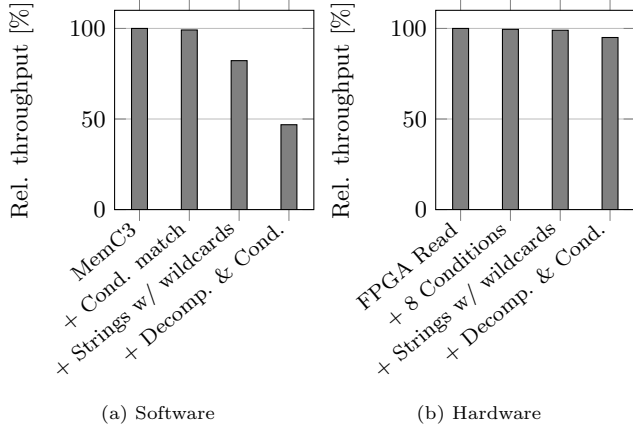 Rel. throughput [%]
100
50
0
MemC3
+ Cond. match
+ Strings w/ wildcards
+ Decomp. & Cond.
(a) Software
Rel. throughput [%]
100
50
0
FPGA Read
+ 8 Conditions
+ Strings w/ wildcards
+ Decomp. & Cond.
(b) Hardware